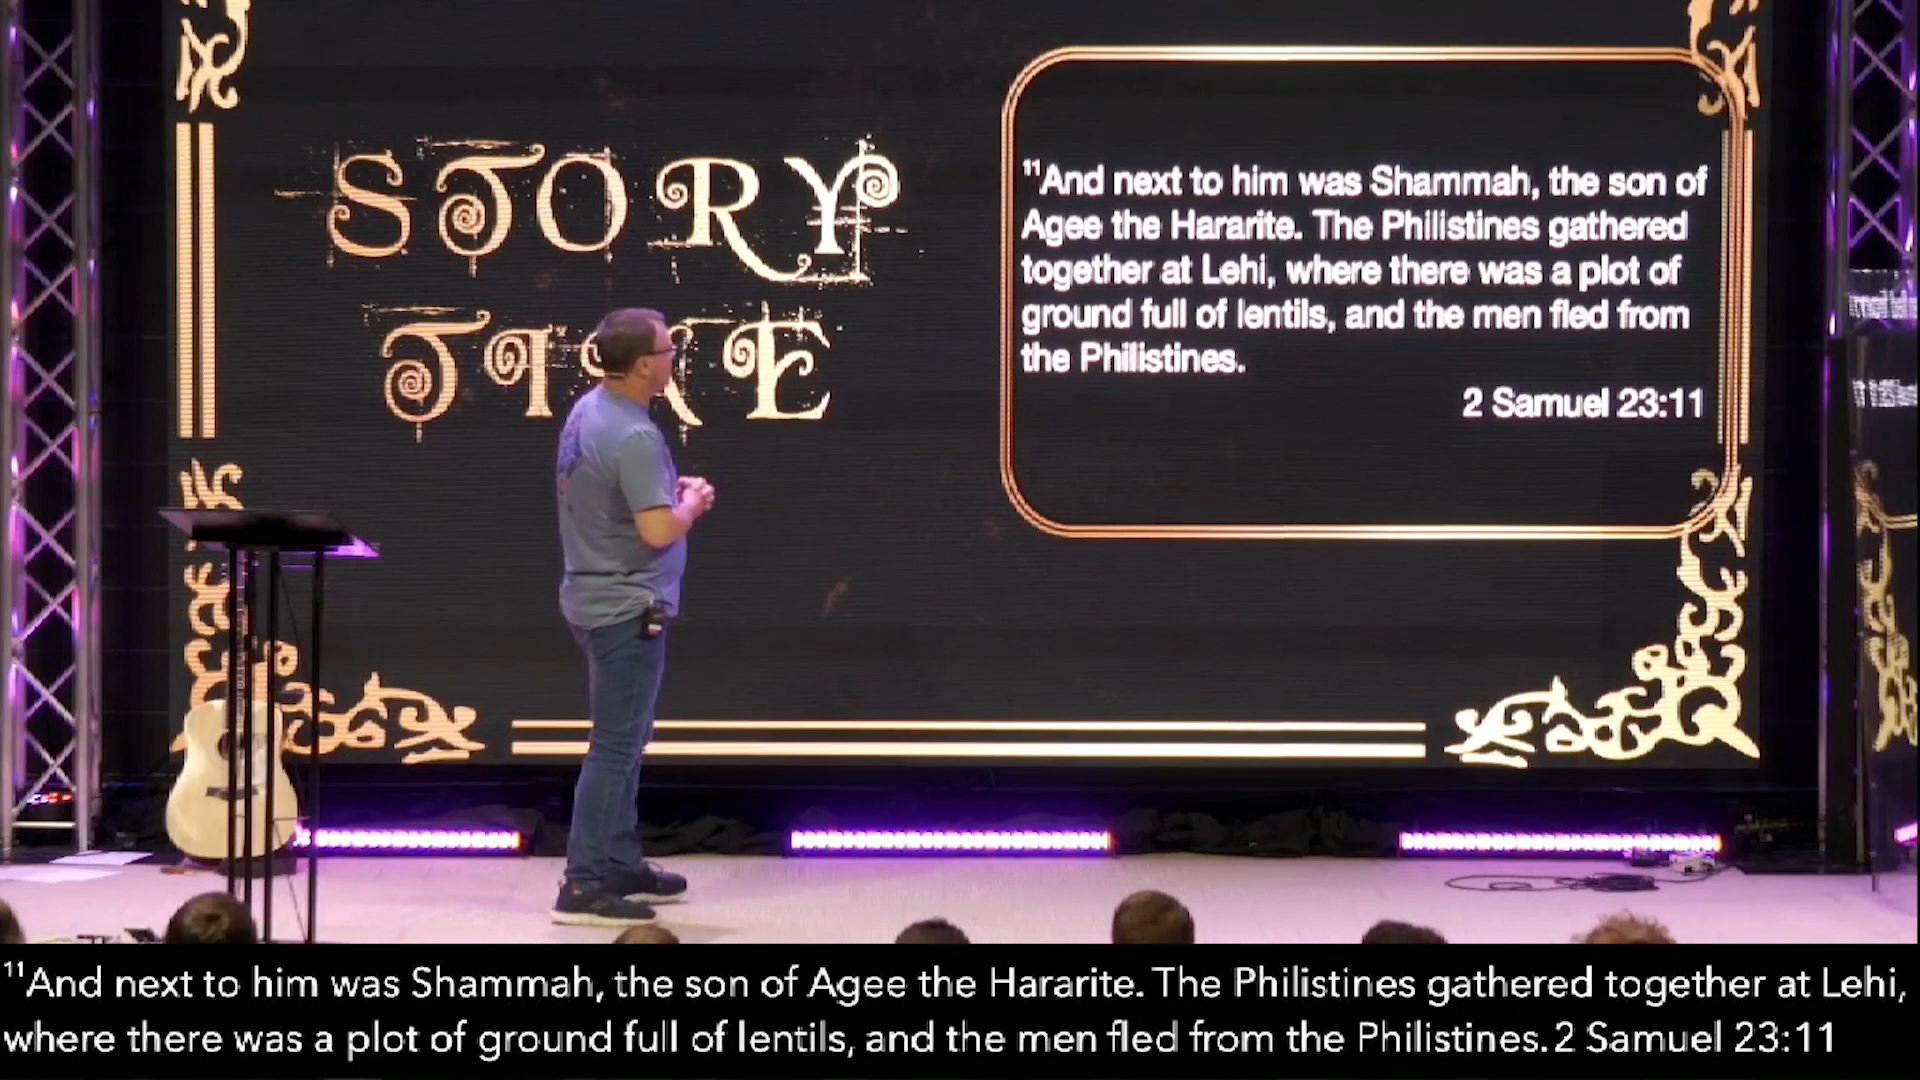 STORY
TIME
¹¹And next to him was Shammah, the son of
Agee the Hararite. The Philistines gathered
together at Lehi, where there was a plot of
ground full of lentils, and the men fled from
the Philistines.
2 Samuel 23:11
¹¹And next to him was Shammah, the son of Agee the Hararite. The Philistines gathered together at Lehi,
where there was a plot of ground full of lentils, and the men fled from the Philistines. 2 Samuel 23:11